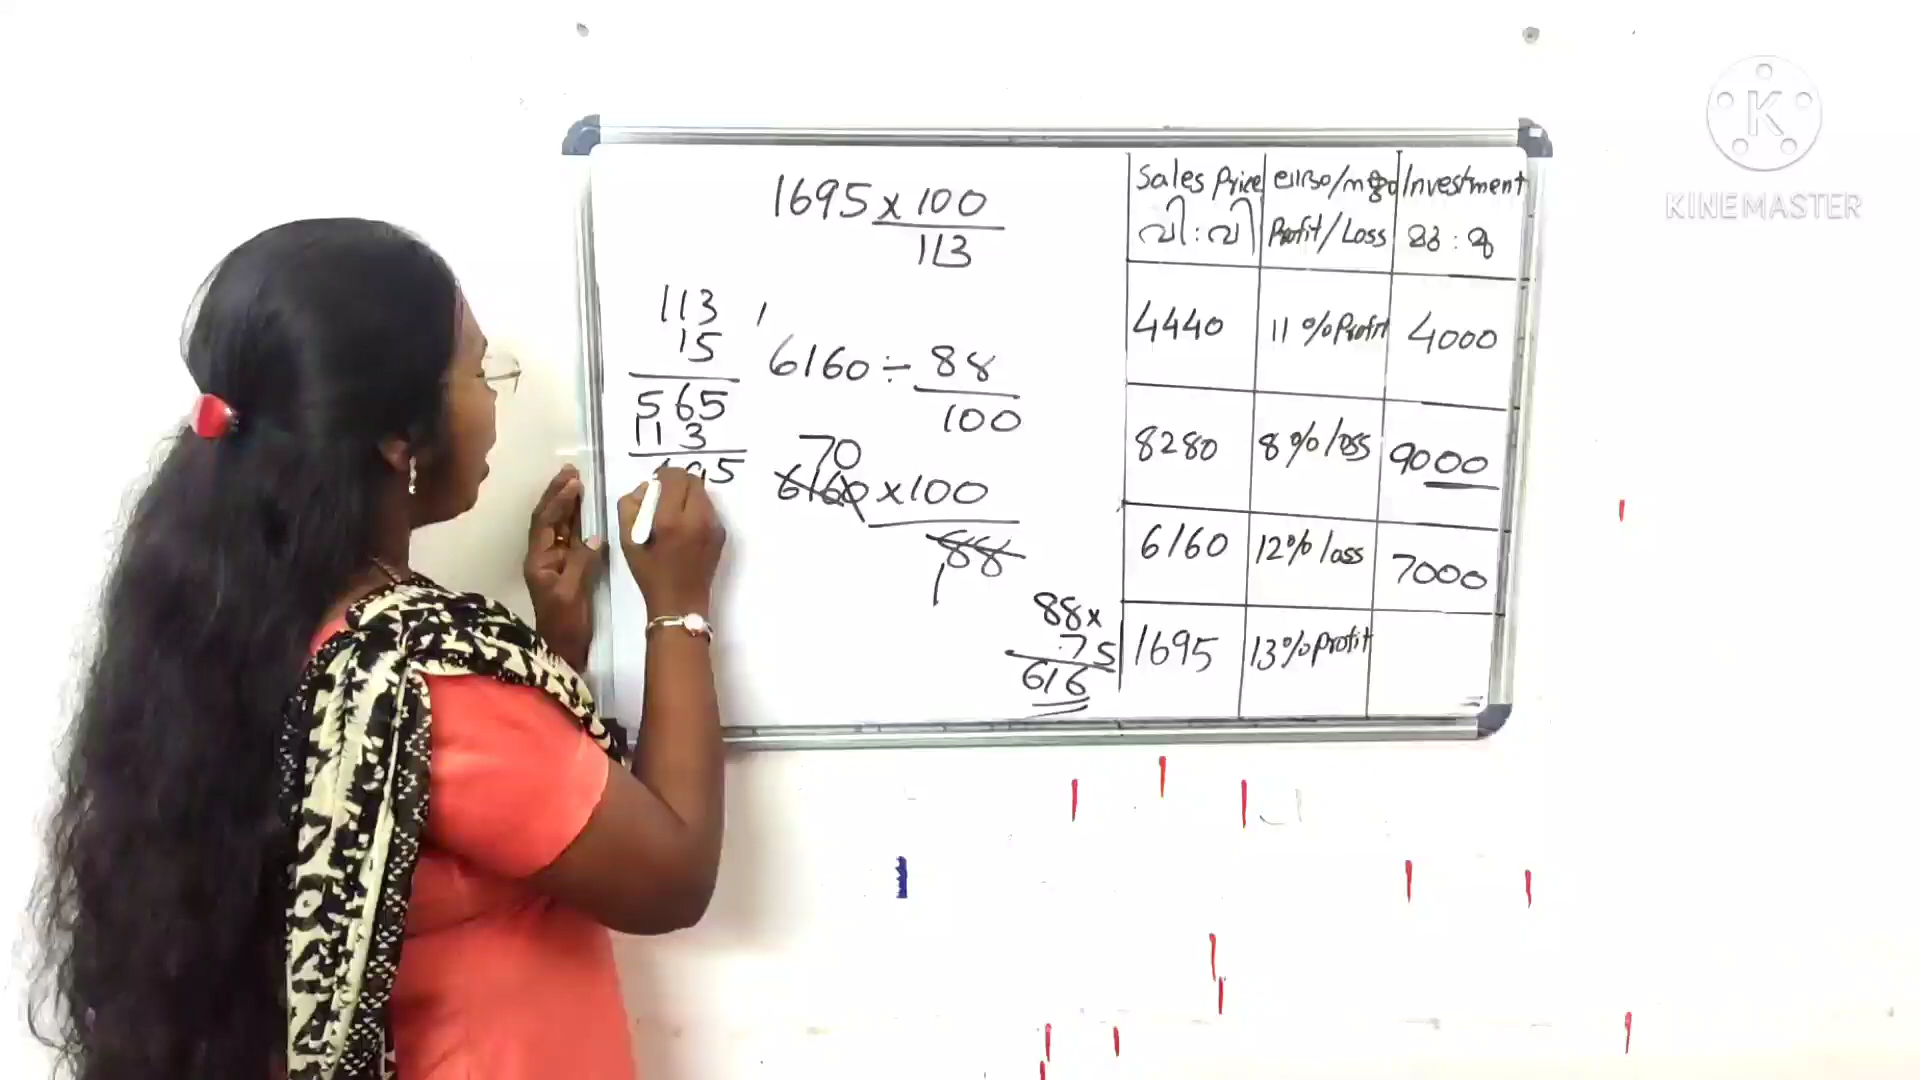 1695 x 100
113
113
15
565
113
695
6160 ÷ 88
100
70
6160 x 100
88
1
88 x
.75
616
Sales Price
വി : വി
ലാഭം/നഷ്ടം
Profit/Loss
Investment
മു : മു
4440
11 % Profit
4000
8280
8% loss
9000
6160
12% loss
7000
1695
13% Profit
KINEMASTER